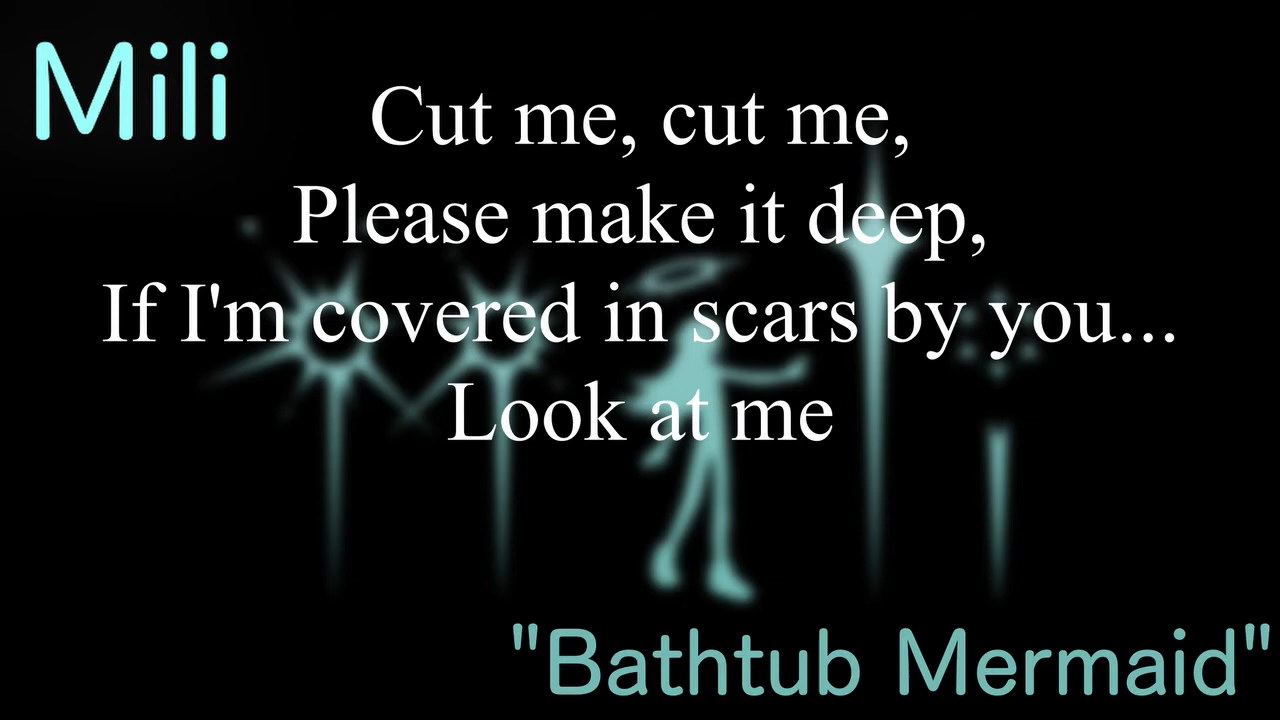 Mili
Cut me, cut me,
Please make it deep,
If I'm covered in scars by you...
Look at me
"Bathtub Mermaid"